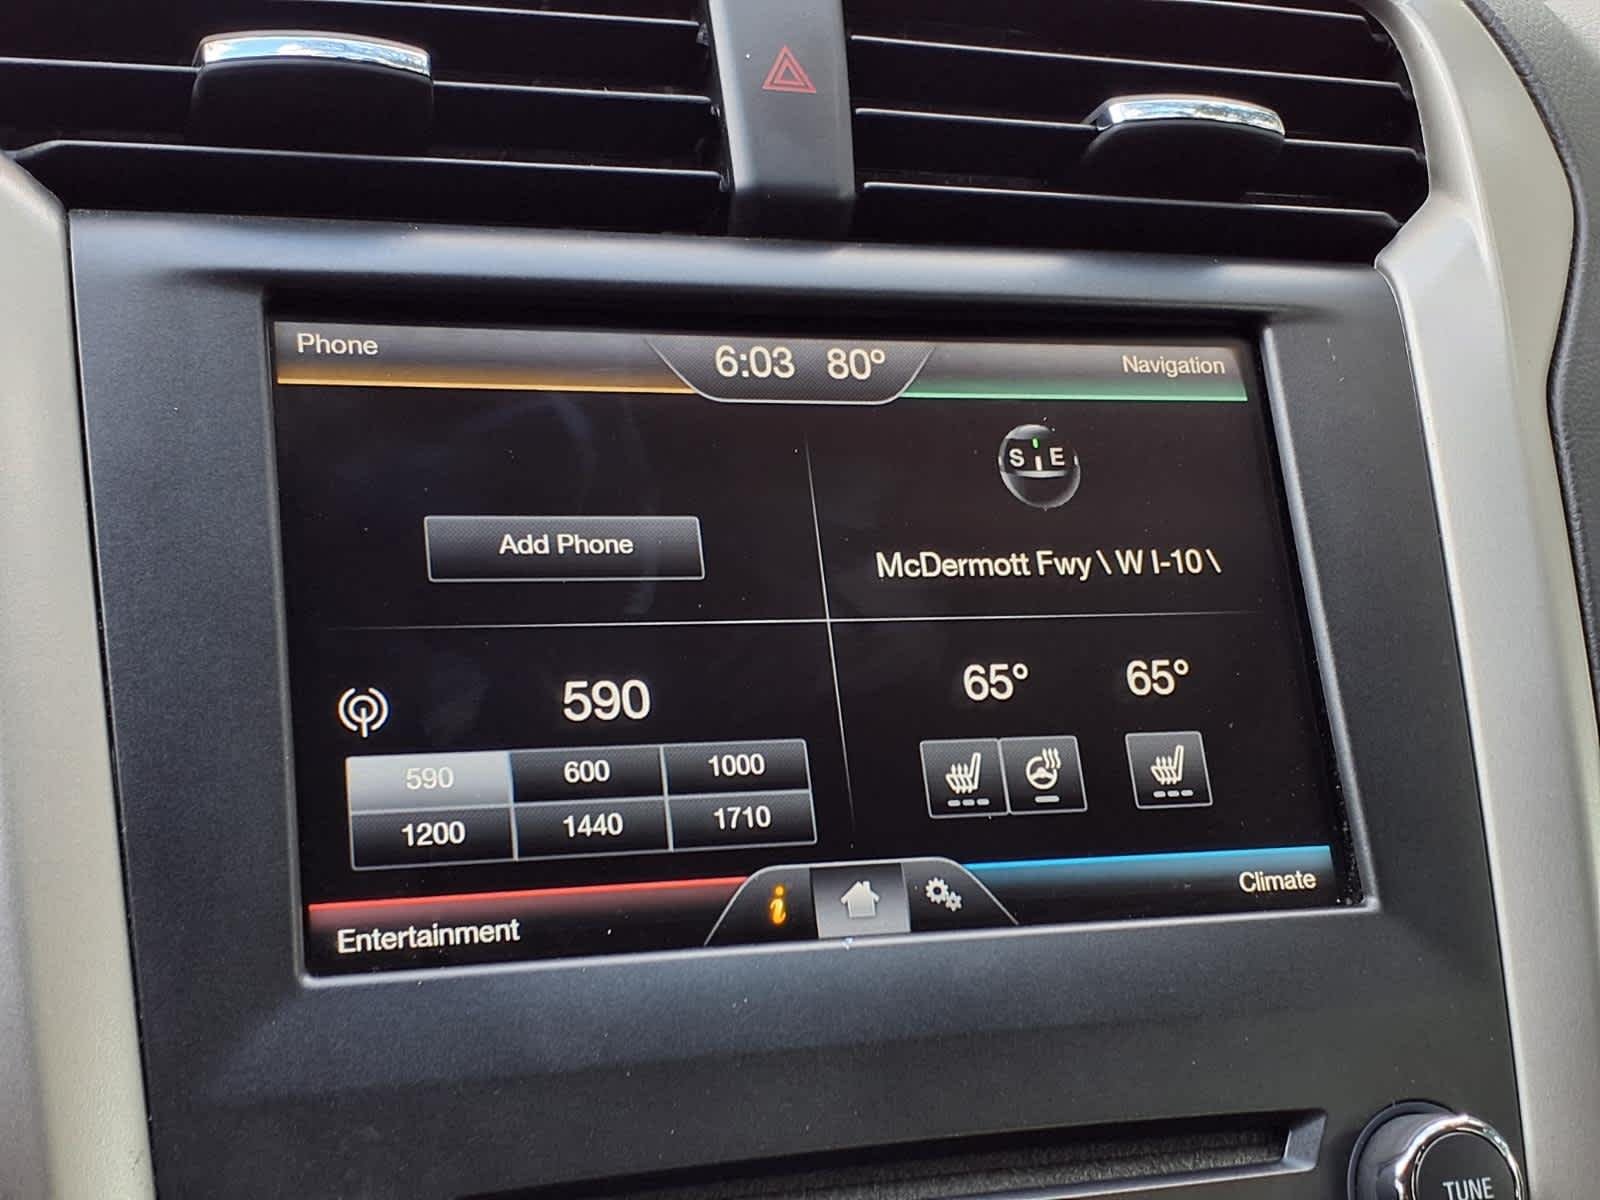 Phone
6:03 80°
Navigation
S E
Add Phone
McDermott Fwy \ W I-10 \
590
65° 65°
590 600 1000
1200 1440 1710
i
Entertainment
Climate
TUNE